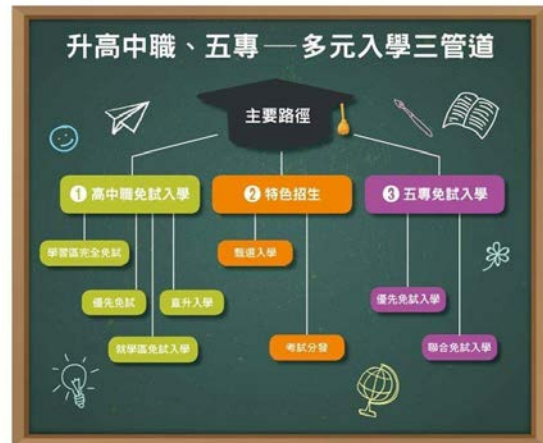 升高中職、五專 — 多元入學三管道
主要路徑
1 高中職免試入學
2 特色招生
3 五專免試入學
學習區完全免試
甄選入學
優先免試
直升入學
優先免試入學
就學區免試入學
考試分發
聯合免試入學